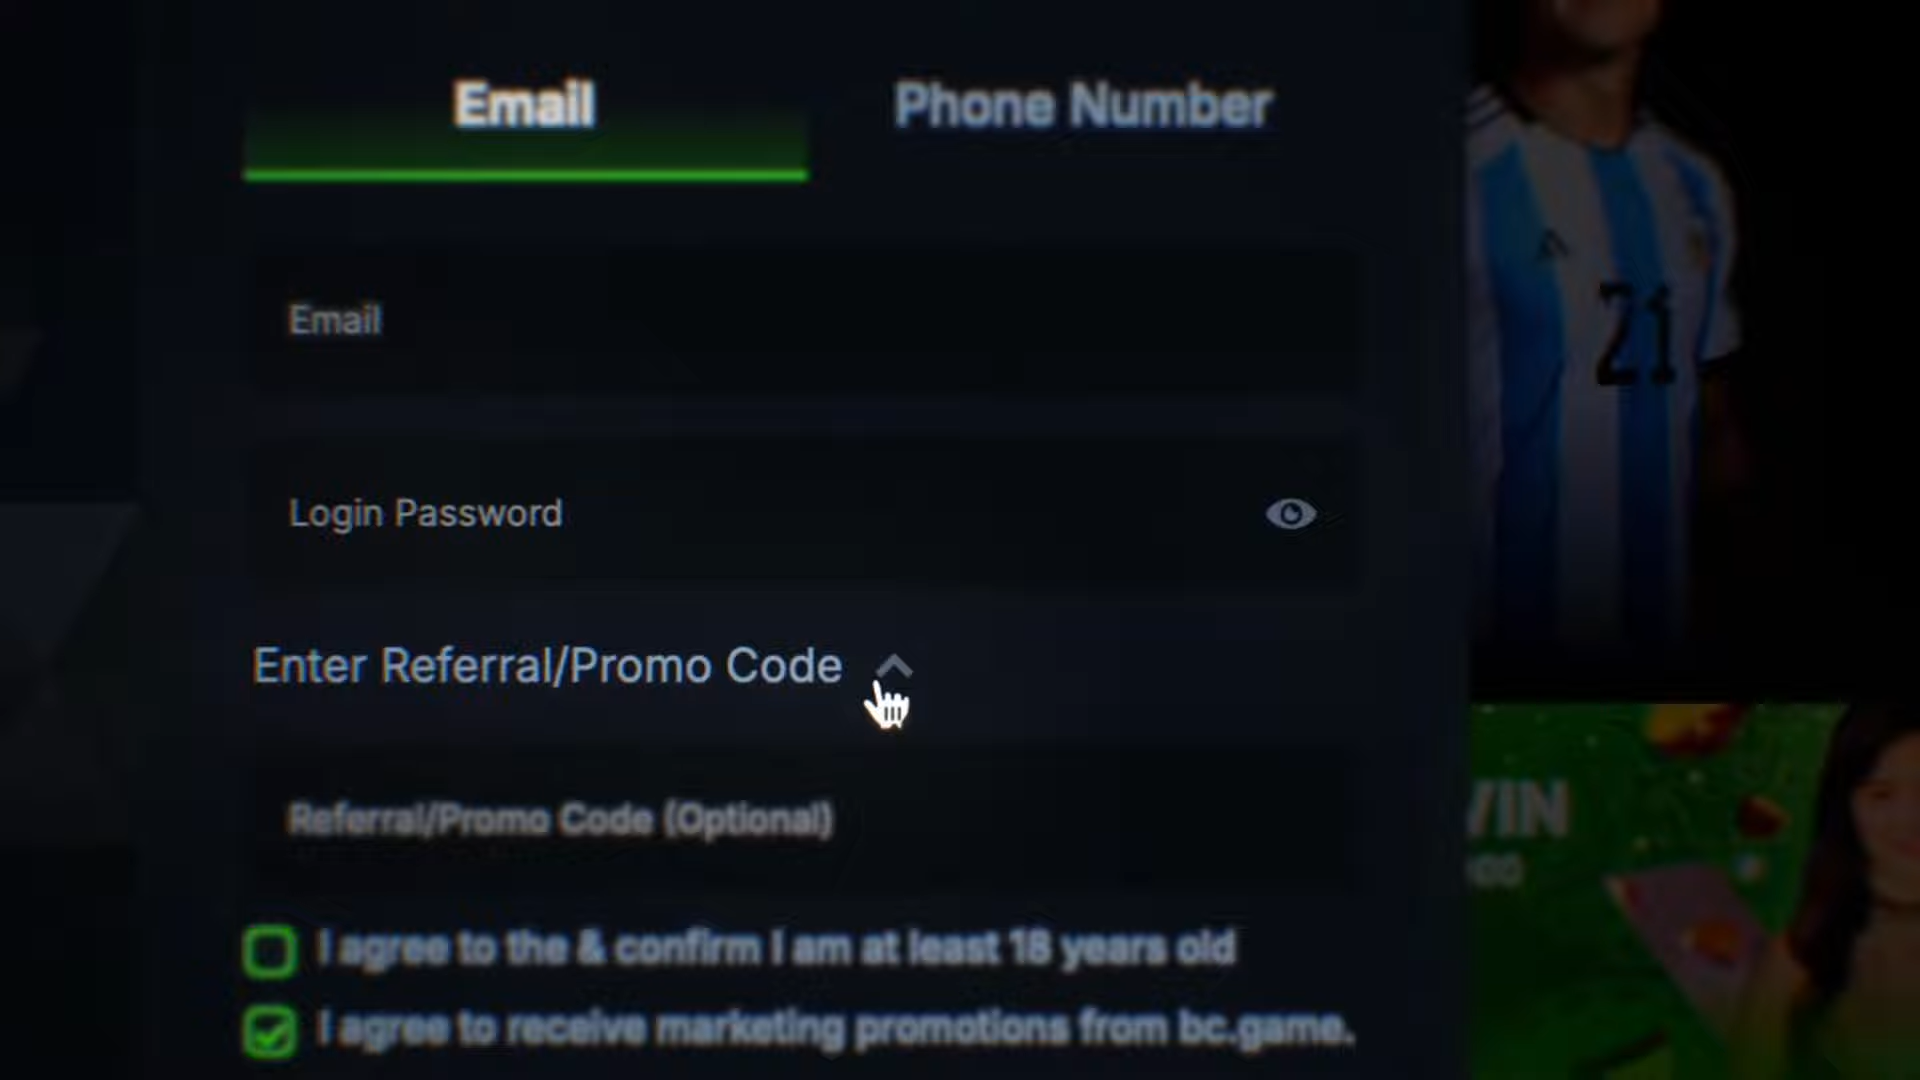 Email
Phone Number
Email
Login Password
Enter Referral/Promo Code
Referral/Promo Code (Optional)
I agree to the & confirm I am at least 18 years old
I agree to receive marketing promotions from bc.game.
21